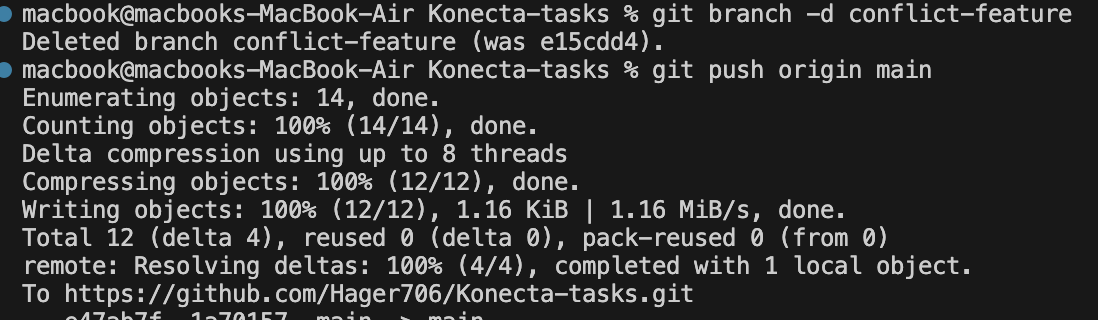 macbook@macbooks-MacBook-Air Konecta-tasks % git branch -d conflict-feature
Deleted branch conflict-feature (was e15cdd4).
macbook@macbooks-MacBook-Air Konecta-tasks % git push origin main
Enumerating objects: 14, done.
Counting objects: 100% (14/14), done.
Delta compression using up to 8 threads
Compressing objects: 100% (12/12), done.
Writing objects: 100% (12/12), 1.16 KiB | 1.16 MiB/s, done.
Total 12 (delta 4), reused 0 (delta 0), pack-reused 0 (from 0)
remote: Resolving deltas: 100% (4/4), completed with 1 local object.
To https://github.com/Hager706/Konecta-tasks.git
main -> main